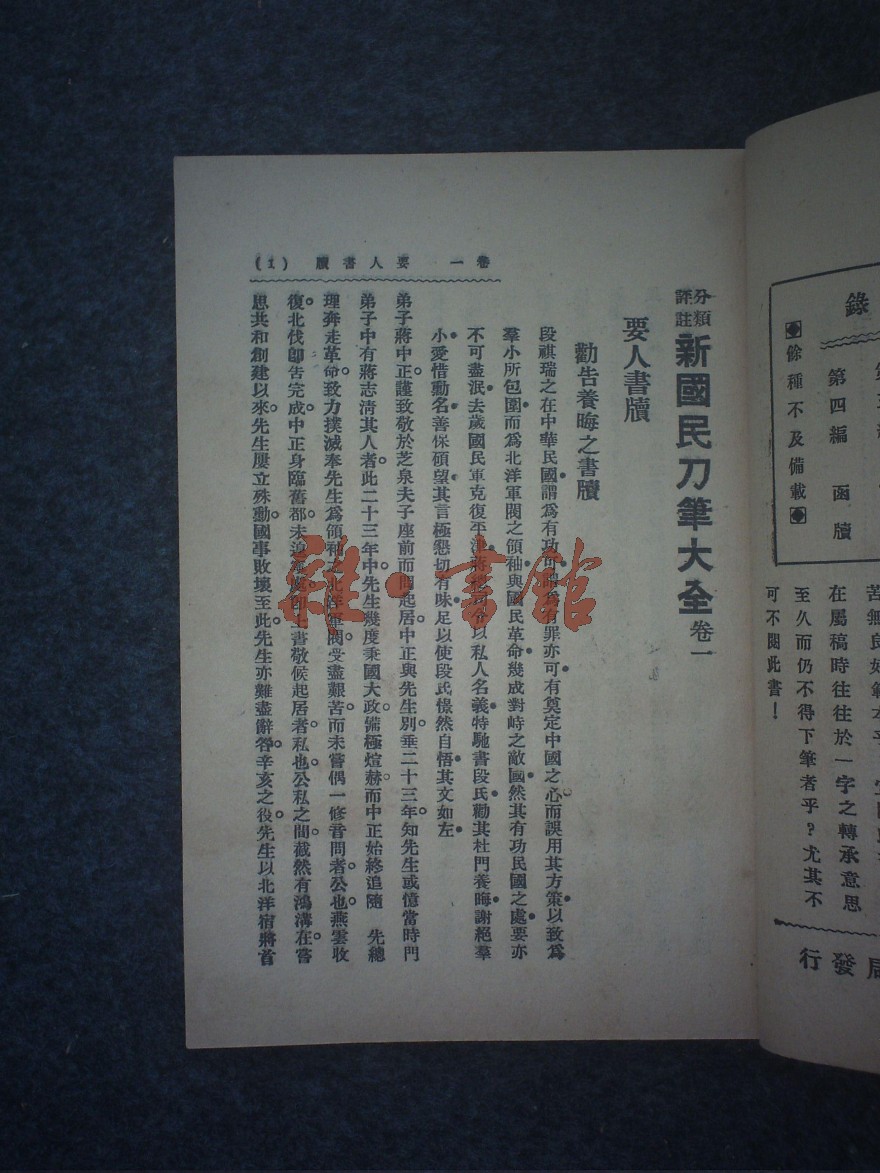 錄
第四編　函牘
◆餘種不及備載◆
在屬稿時往往於一字之轉承意思
至久而仍不得下筆者乎？尤其不
可不閱此書！
局發行
分類
評註
新國民刀筆大全卷一
要人書牘
勸告養晦之書牘
段祺瑞之在中華民國謂爲有功可謂爲有罪亦可有奠定中國之心而誤用其方策以致爲
羣小所包圍而爲北洋軍閥之領袖與國民革命幾成對峙之敵國然其有功民國之處要亦
不可盡泯去歲國民軍克復平津蔣總司令以私人名義特馳書段氏勸其杜門養晦謝絕羣
小愛惜勳名善保碩望其言極懇切有味足以使段氏憬然自悟其文如左
弟子蔣中正謹致敬於芝泉夫子座前而問起居中正與先生別垂二十三年知先生或憶當時門
弟子中有蔣志清其人者此二十三年中先生幾度秉國大政備極煊赫而中正始終追隨　先總
理奔走革命致力撲滅奉先生爲領袖之北洋軍閥受盡艱苦而未嘗偶一修音問者公也燕雲收
復北伐卽吿完成中正身臨舊都未上書敬候起居者私也公私之間截然有鴻溝在嘗
思共和創建以來先生屢立殊勳國事敗壞至此先生亦難盡辭咎辛亥之役先生以北洋宿將首
卷一　要人書牘　(1)
雜·書館